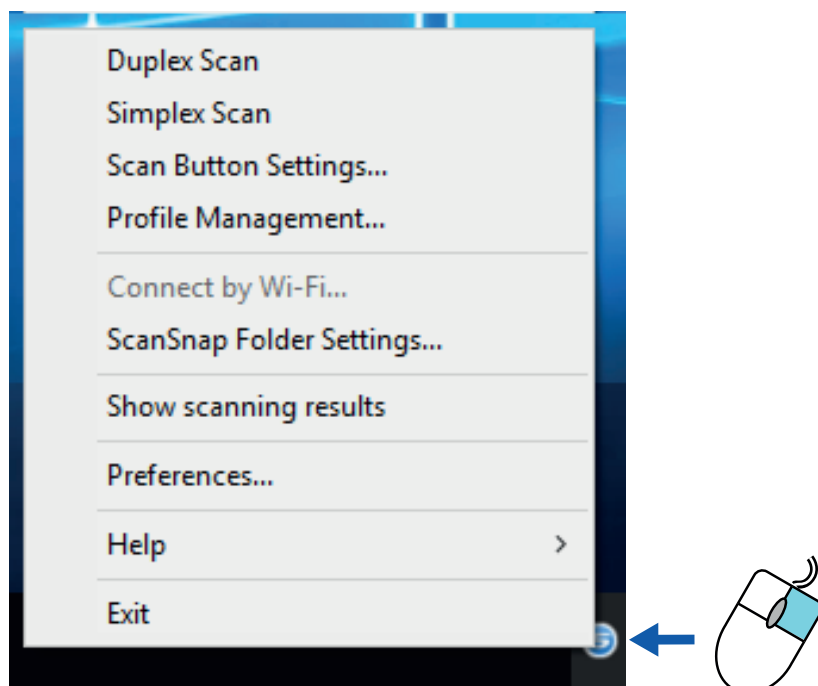 Duplex Scan
Simplex Scan
Scan Button Settings...
Profile Management...
Connect by Wi-Fi...
ScanSnap Folder Settings...
Show scanning results
Preferences...
Help
Exit